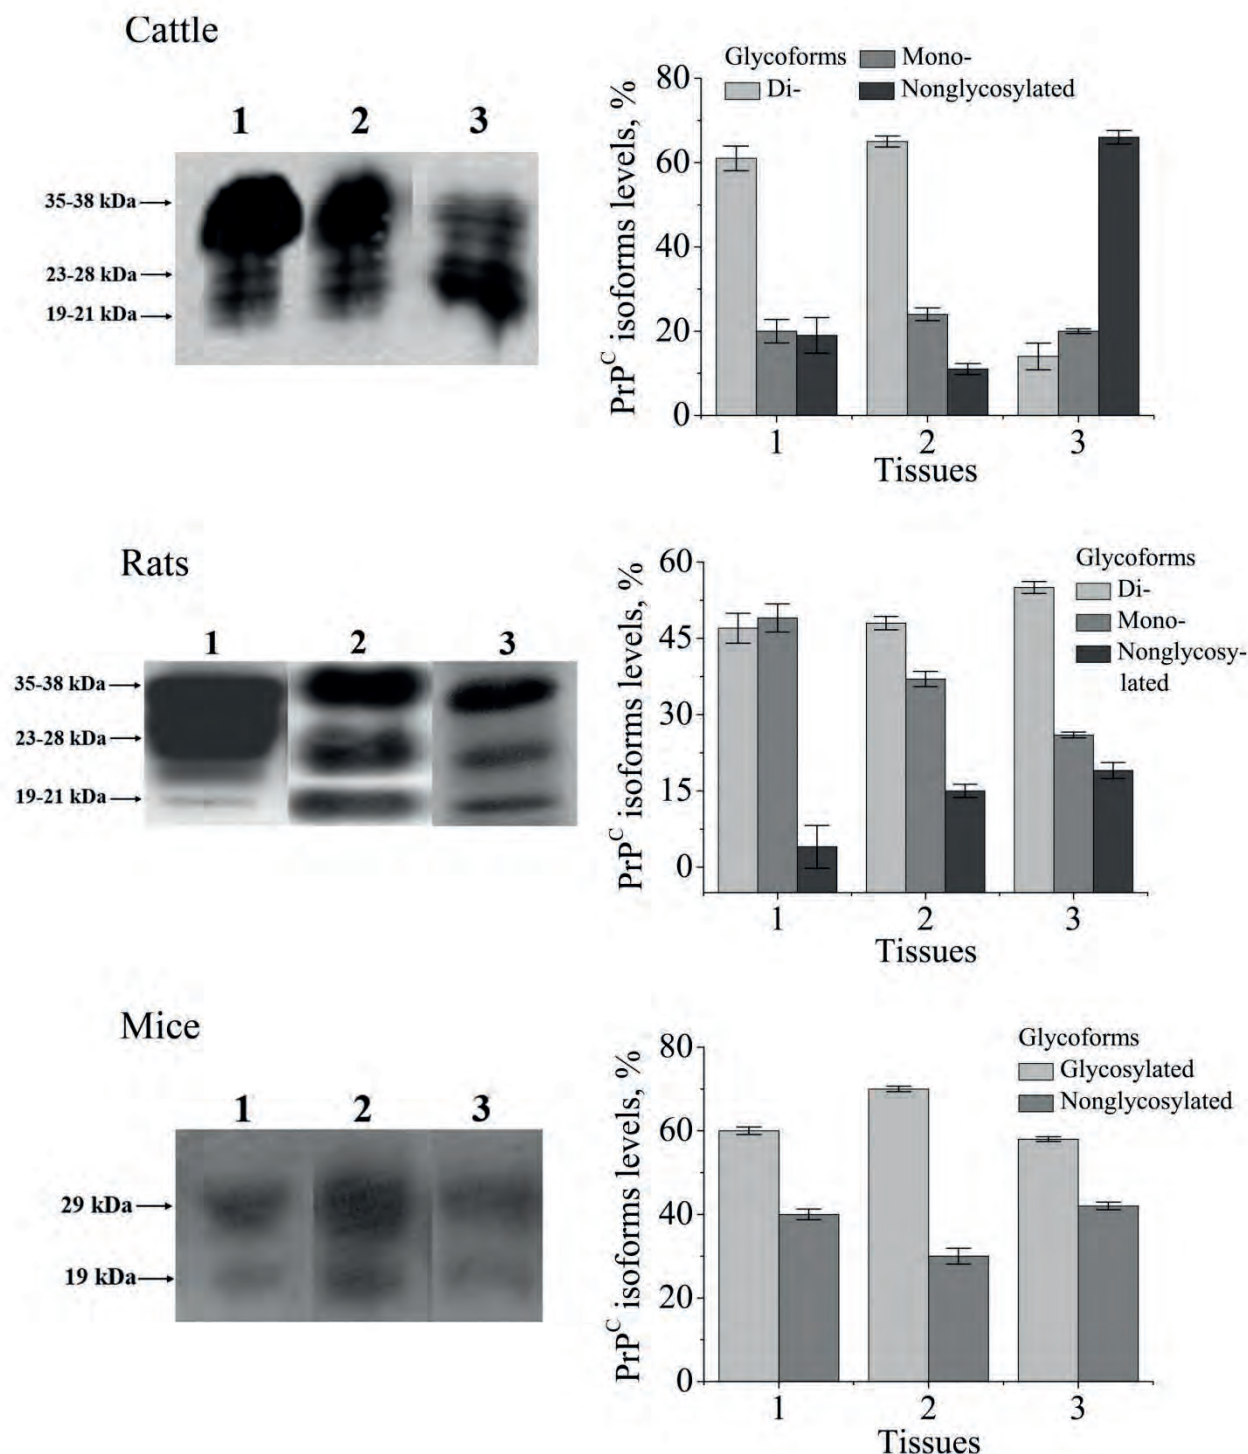 Cattle
1 2 3
35-38 kDa
23-28 kDa
19-21 kDa
Glycoforms
Di-
Mono-
Nonglycosylated
PrP^C isoforms levels, %
80
60
40
20
0
1 2 3
Tissues
Rats
1 2 3
35-38 kDa
23-28 kDa
19-21 kDa
Glycoforms
Di-
Mono-
Nonglycosy-
lated
PrP^C isoforms levels, %
60
45
30
15
0
1 2 3
Tissues
Mice
1 2 3
29 kDa
19 kDa
Glycoforms
Glycosylated
Nonglycosylated
PrP^C isoforms levels, %
80
60
40
20
0
1 2 3
Tissues